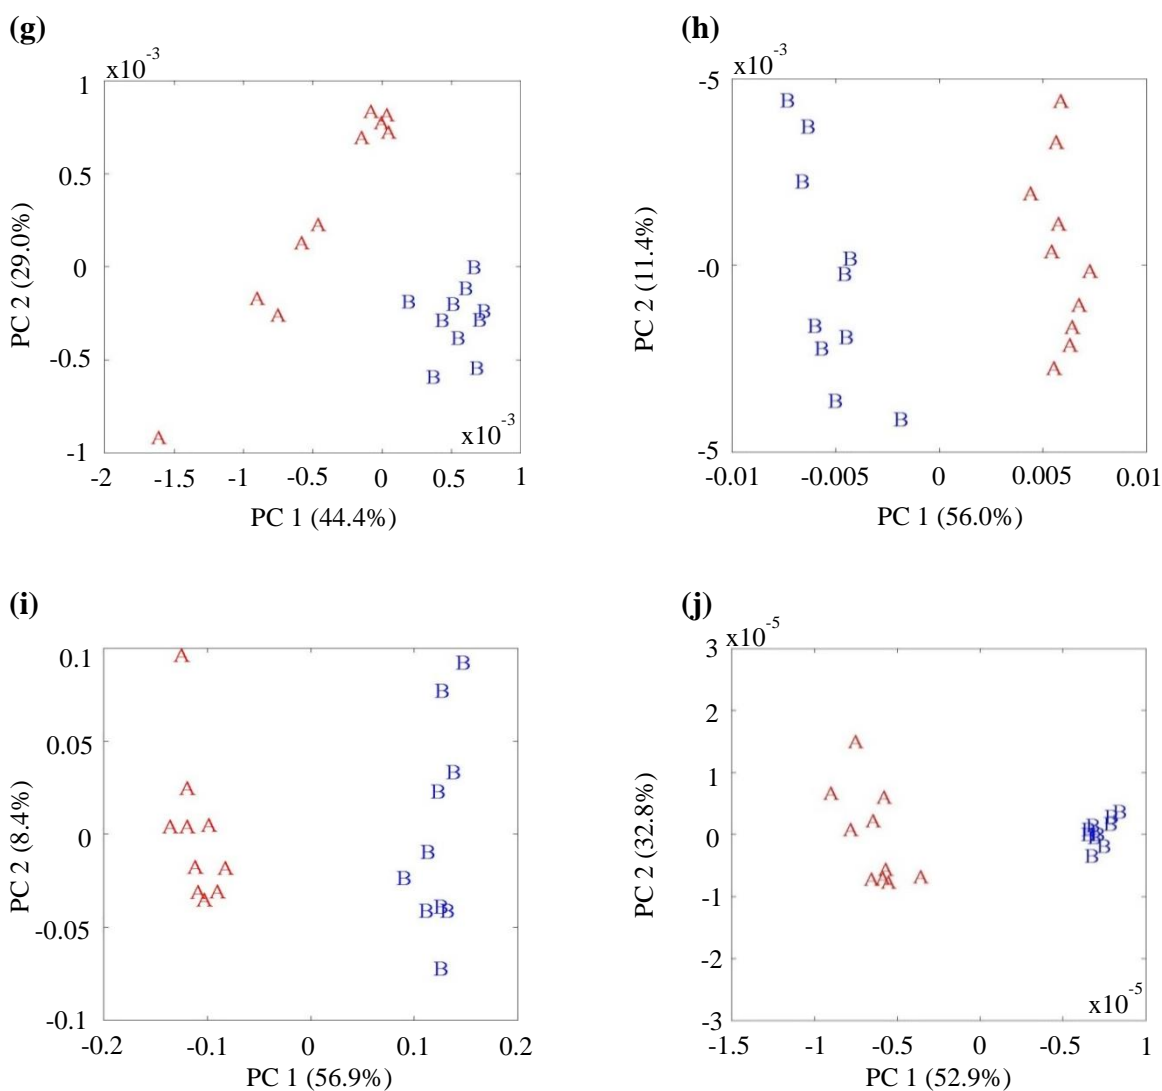 (g)
x10-3
1
0.5
0
-0.5
-1
PC 2 (29.0%)
A A A A A
A A
A A
A
B B B B B B B B B B
x10-3
-2 -1.5 -1 -0.5 0 0.5 1
PC 1 (44.4%)
(h)
x10-3
-5
-0
-5
PC 2 (11.4%)
B B B B B B B B B B
A A A A A A A A A A
-0.01 -0.005 0 0.005 0.01
PC 1 (56.0%)
(i)
0.1
0.05
0
-0.05
-0.1
PC 2 (8.4%)
A A A A A A A A A A
B B B B B B B B B B
-0.2 -0.1 0 0.1 0.2
PC 1 (56.9%)
(j)
x10-5
3
2
1
0
-1
-2
-3
PC 2 (32.8%)
A A A A A A A A A A
B B B B B B B B B B
x10-5
-1.5 -1 -0.5 0 -0.5 1
PC 1 (52.9%)